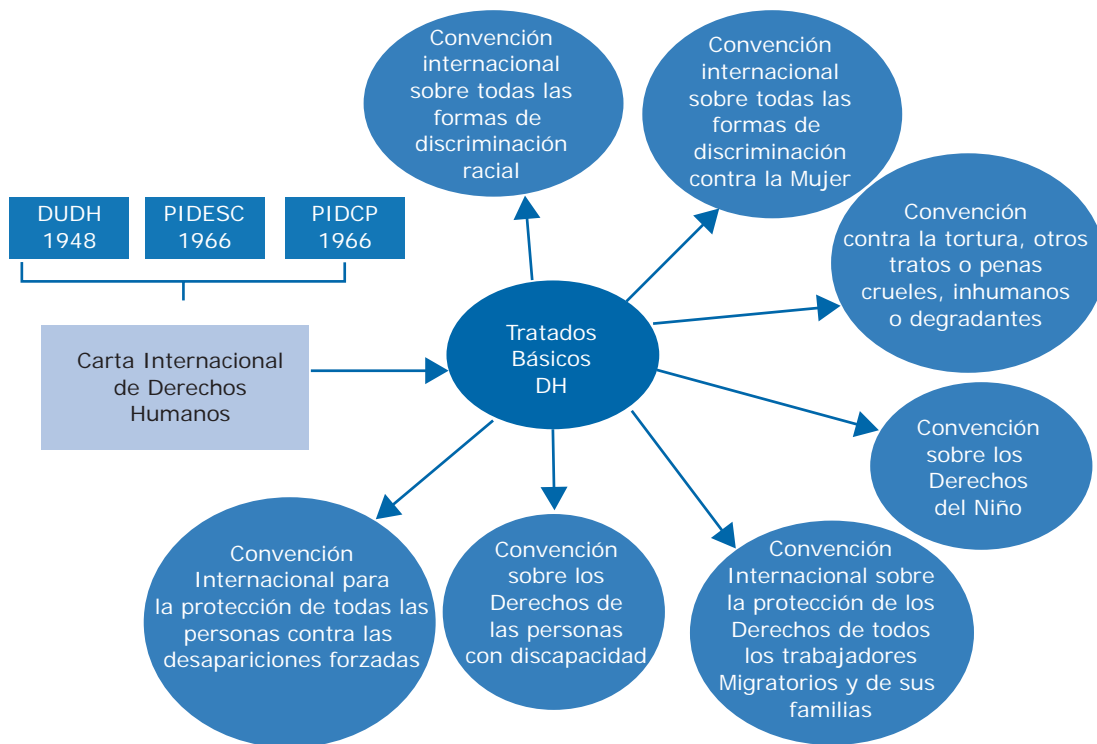 Convención
internacional
sobre todas las
formas de
discriminación
racial
Convención
internacional
sobre todas las
formas de
discriminación
contra la Mujer
DUDH
1948
PIDESC
1966
PIDCP
1966
Convención
contra la tortura, otros
tratos o penas
crueles, inhumanos
o degradantes
Carta Internacional
de Derechos
Humanos
Tratados
Básicos
DH
Convención
sobre los
Derechos
del Niño
Convención
Internacional para
la protección de todas las
personas contra las
desapariciones forzadas
Convención
sobre los
Derechos de
las personas
con discapacidad
Convención
Internacional sobre
la protección de los
Derechos de todos
los trabajadores
Migratorios y de sus
familias